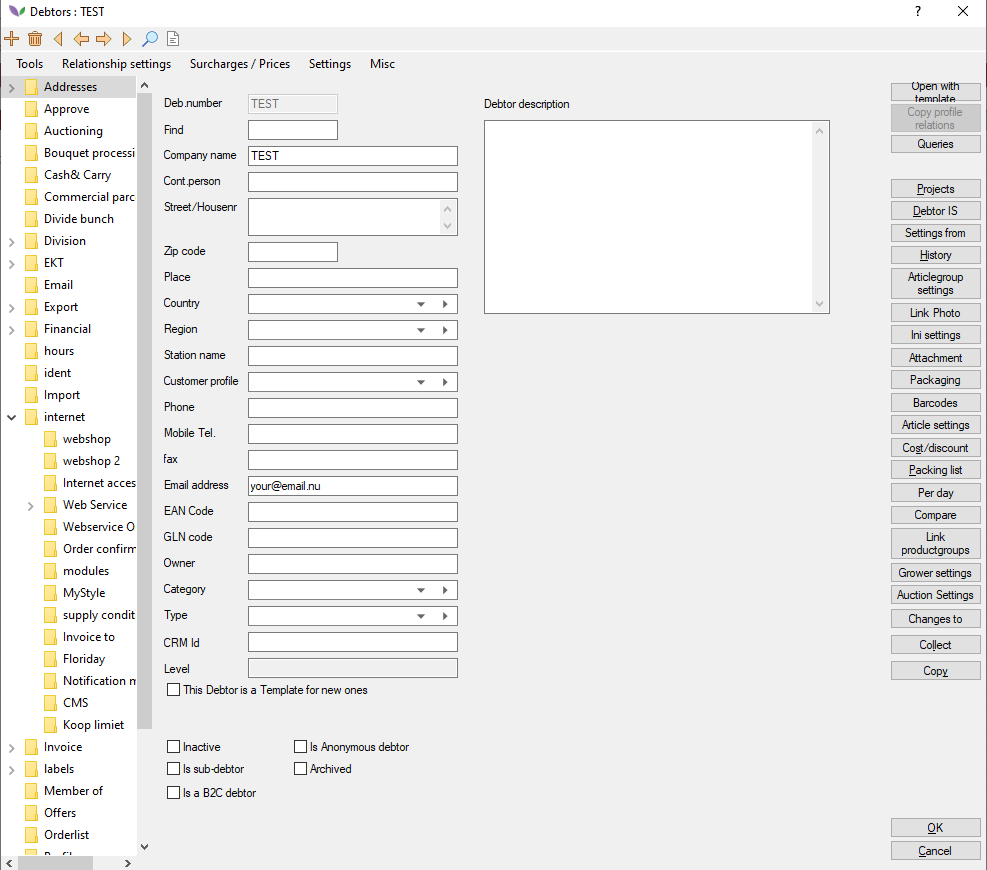 Debtors : TEST
?
Tools Relationship settings Surcharges / Prices Settings Misc
Addresses
Approve
Auctioning
Bouquet processi
Cash& Carry
Commercial parc
Divide bunch
Division
EKT
Email
Export
Financial
hours
ident
Import
internet
webshop
webshop 2
Internet acces
Web Service
Webservice O
Order confirm
modules
MyStyle
supply condit
Invoice to
Floriday
Notification m
CMS
Koop limiet
Invoice
labels
Member of
Offers
Orderlist
Deb.number TEST
Find
Company name TEST
Cont.person
Street/Housenr
Zip code
Place
Country
Region
Station name
Customer profile
Phone
Mobile Tel.
fax
Email address your@email.nu
EAN Code
GLN code
Owner
Category
Type
CRM Id
Level
This Debtor is a Template for new ones
Inactive Is Anonymous debtor
Is sub-debtor Archived
Is a B2C debtor
Debtor description
Open with
template
Copy profile
relations
Queries
Projects
Debtor IS
Settings from
History
Articlegroup
settings
Link Photo
Ini settings
Attachment
Packaging
Barcodes
Article settings
Cost/discount
Packing list
Per day
Compare
Link
productgroups
Grower settings
Auction Settings
Changes to
Collect
Copy
OK
Cancel